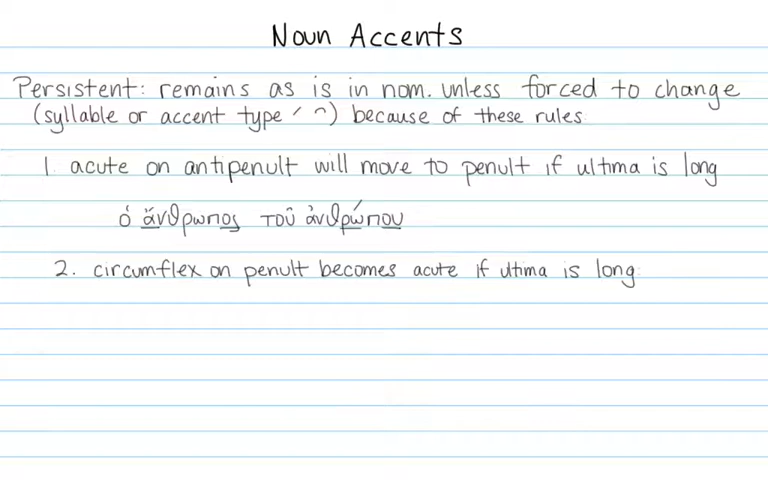 Noun Accents
Persistent: remains as is in nom. unless forced to change
(syllable or accent type ´ ῀) because of these rules
1. acute on antipenult will move to penult if ultima is long
ὁ ἄνθρωπος τοῦ ἀνθρώπου
2. circumflex on penult becomes acute if ultima is long